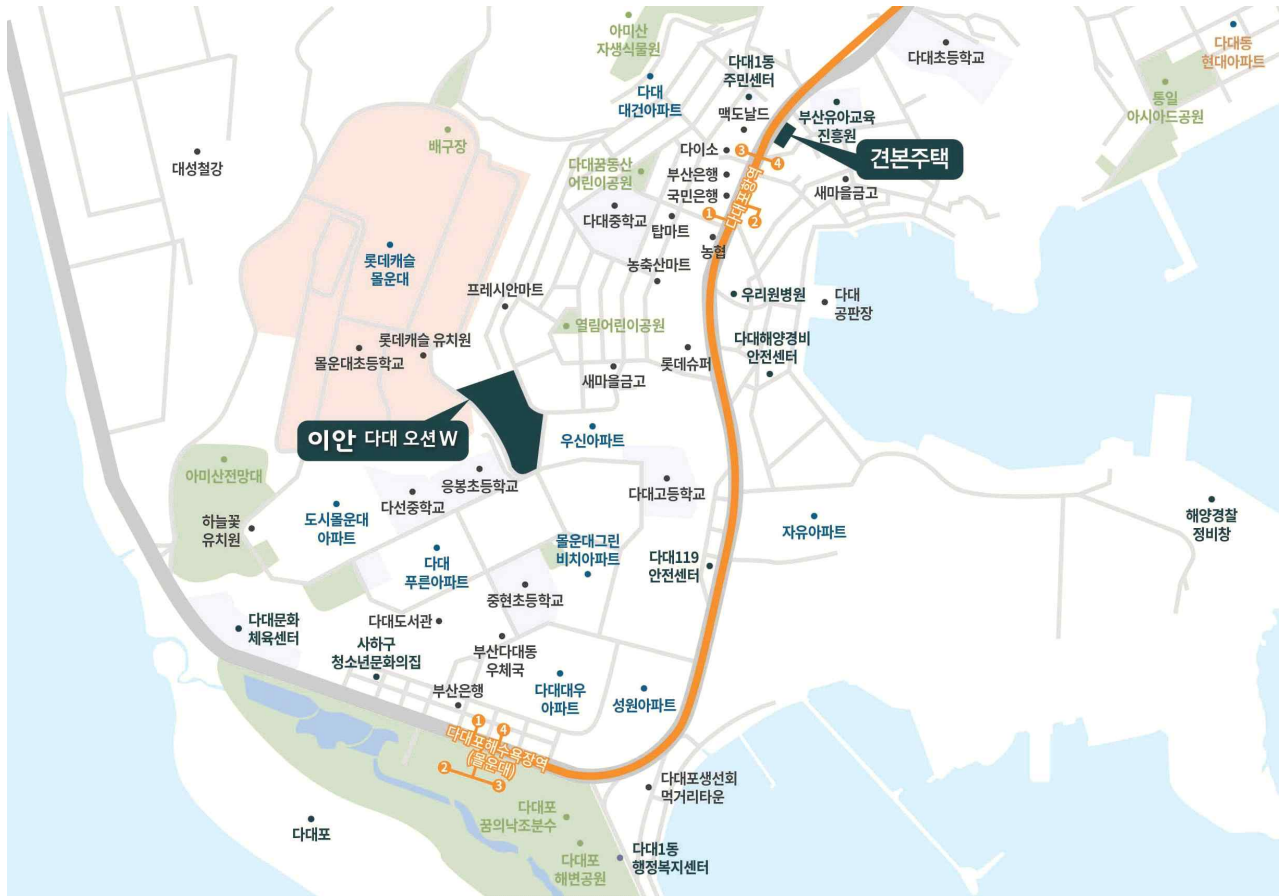 아미산
자생식물원
다대초등학교
다대동
현대아파트
다대1동
주민센터
다대
대건아파트
통일
아시아드공원
맥도날드
부산유아교육
진흥원
배구장
다이소
3
4
견본주택
대성철강
다대꿈동산
어린이공원
부산은행
국민은행
새마을금고
다대포항역
1
2
다대중학교
탑마트
농협
롯데캐슬
몰운대
농축산마트
프레시안마트
우리원병원
다대
공판장
열림어린이공원
롯데캐슬 유치원
몰운대초등학교
다대해양경비
안전센터
롯데슈퍼
새마을금고
이안 다대 오션 W
우신아파트
아미산전망대
응봉초등학교
다선중학교
다대고등학교
하늘꽃
유치원
도시몰운대
아파트
자유아파트
해양경찰
정비창
몰운대그린
비치아파트
다대
푸른아파트
다대119
안전센터
중현초등학교
다대문화
체육센터
다대도서관
사하구
청소년문화의집
부산다대동
우체국
다대대우
아파트
성원아파트
부산은행
1
4
다대포해수욕장역
(몰운대)
2
3
다대포생선회
먹거리타운
다대포
꿈의낙조분수
다대포
다대포
해변공원
다대1동
행정복지센터